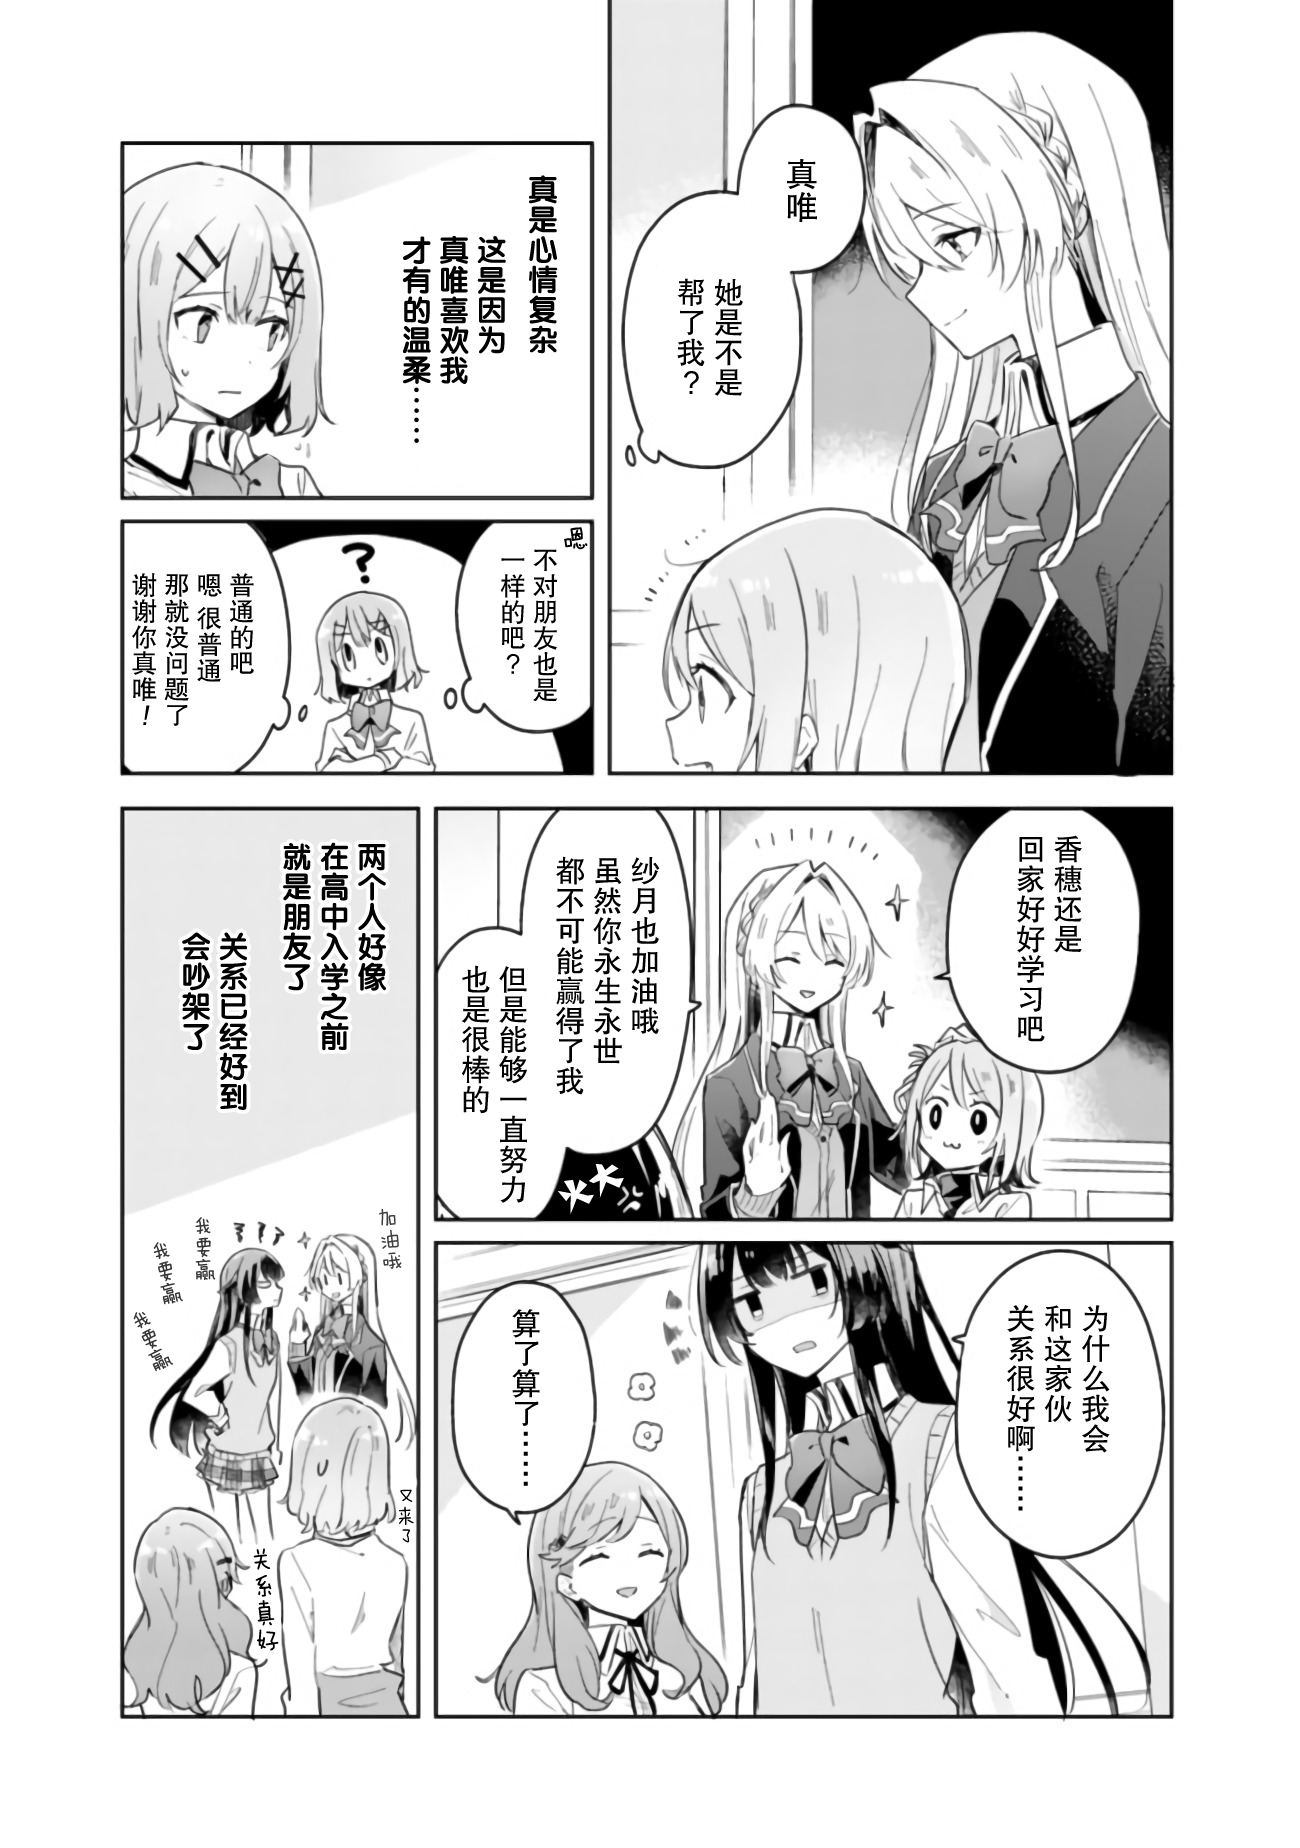 真唯
她是不是
帮了我？
真是心情复杂
这是因为
真唯喜欢我
才有的温柔……
嗯
不对朋友也是
一样的吧？
？
普通的吧
嗯 很普通
那就没问题了
谢谢你真唯！
香穗还是
回家好好学习吧
纱月也加油哦
虽然你永生永世
都不可能赢得了我
但是能够一直努力
也是很棒的
为什么我会
和这家伙
关系很好啊……
算了算了……
两个人好像
在高中入学之前
就是朋友了
关系已经好到
会吵架了
加油哦
我要赢
我要赢
我要赢
又来了
关系真好